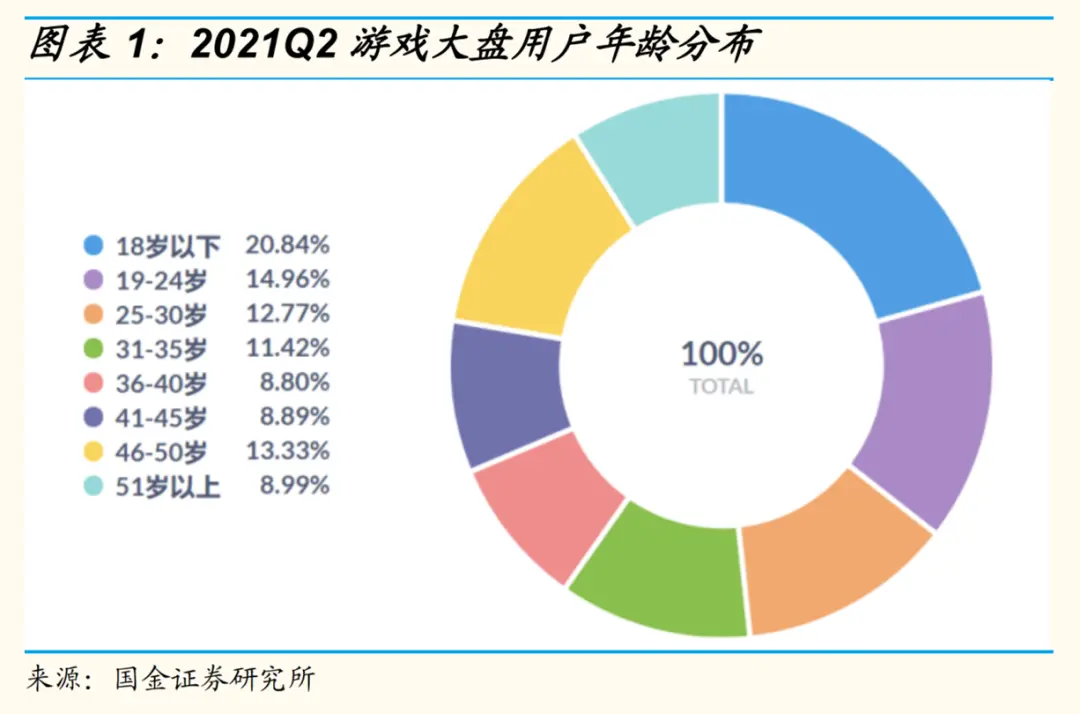 图表 1：2021Q2 游戏大盘用户年龄分布
18岁以下 20.84%
19-24岁 14.96%
25-30岁 12.77%
31-35岁 11.42%
36-40岁 8.80%
41-45岁 8.89%
46-50岁 13.33%
51岁以上 8.99%
100%
TOTAL
来源：国金证券研究所